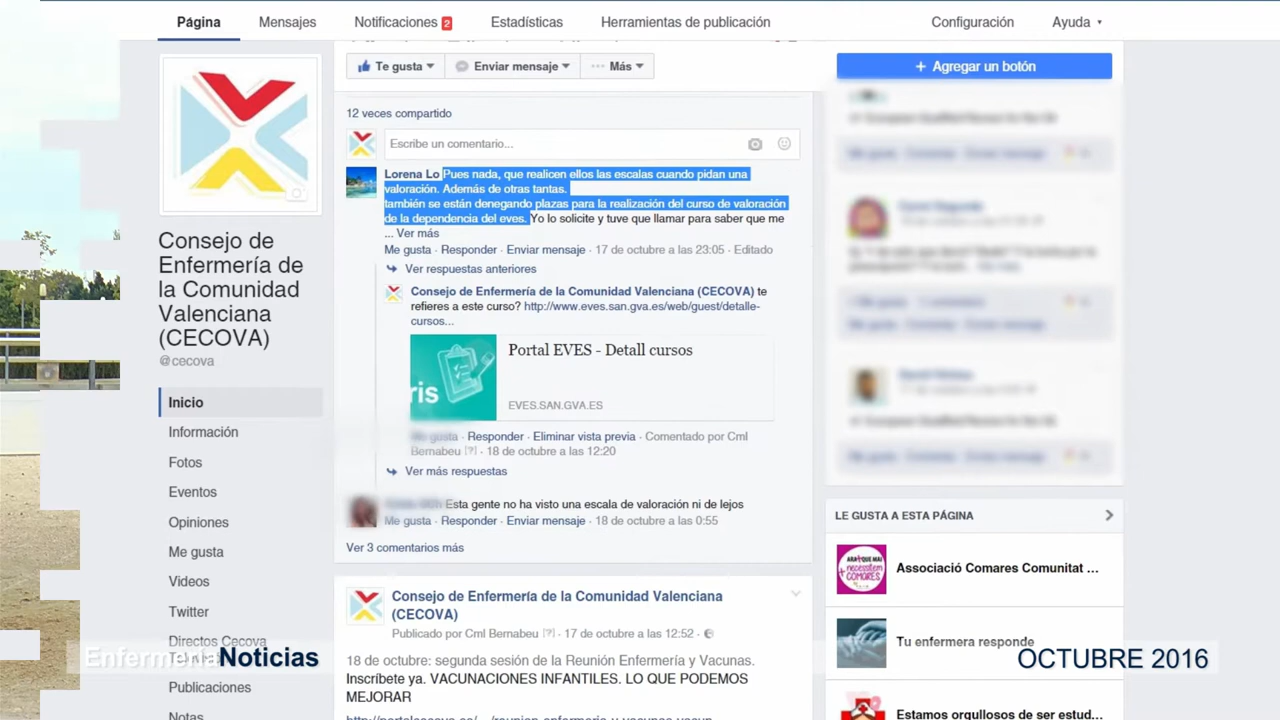 Página Mensajes Notificaciones 2 Estadísticas Herramientas de publicación Configuración Ayuda
Te gusta Enviar mensaje Más
+ Agregar un botón
12 veces compartido
Escribe un comentario...
Lorena Lo Pues nada, que realicen ellos las escalas cuando pidan una
valoración. Además de otras tantas.
también se están denegando plazas para la realización del curso de valoración
de la dependencia del eves. Yo lo solicite y tuve que llamar para saber que me
... Ver más
Me gusta · Responder · Enviar mensaje · 17 de octubre a las 23:05 · Editado
Ver respuestas anteriores
Consejo de Enfermería de la Comunidad Valenciana (CECOVA) te
refieres a este curso? http://www.eves.san.gva.es/web/guest/detalle-
cursos...
ris
Portal EVES - Detall cursos
EVES.SAN.GVA.ES
Me gusta · Responder · Eliminar vista previa · Comentado por Cml
Bernabeu [?] · 18 de octubre a las 12:20
Ver más respuestas
Esta gente no ha visto una escala de valoración ni de lejos
Me gusta · Responder · Enviar mensaje · 18 de octubre a las 0:55
Ver 3 comentarios más
Consejo de Enfermería de la Comunidad Valenciana
(CECOVA)
Publicado por Cml Bernabeu [?] · 17 de octubre a las 12:52 ·
18 de octubre: segunda sesión de la Reunión Enfermería y Vacunas.
Inscríbete ya. VACUNACIONES INFANTILES. LO QUE PODEMOS
MEJORAR
Consejo de
Enfermería de
la Comunidad
Valenciana
(CECOVA)
@cecova
Inicio
Información
Fotos
Eventos
Opiniones
Me gusta
Videos
Twitter
Directos Cecova
Publicaciones
Notas
LE GUSTA A ESTA PÁGINA
ARA+QUE MAI
necessitem
COMARES
Associació Comares Comunitat ...
Tu enfermera responde
Estamos orgullosos de ser estud...
EnfermeríaNoticias
OCTUBRE 2016